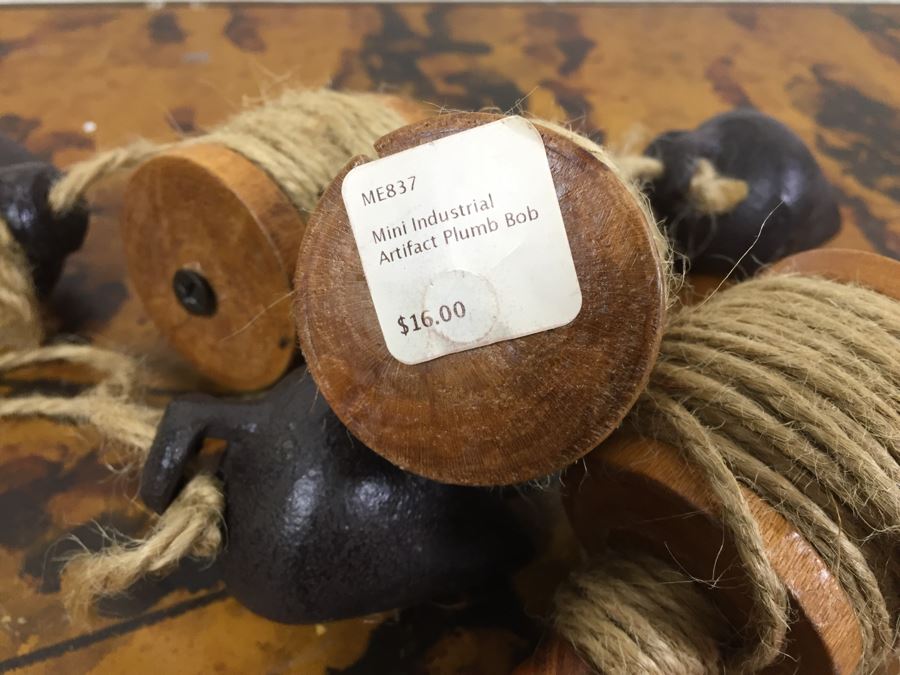 ME837
Mini Industrial
Artifact Plumb Bob
$16.00